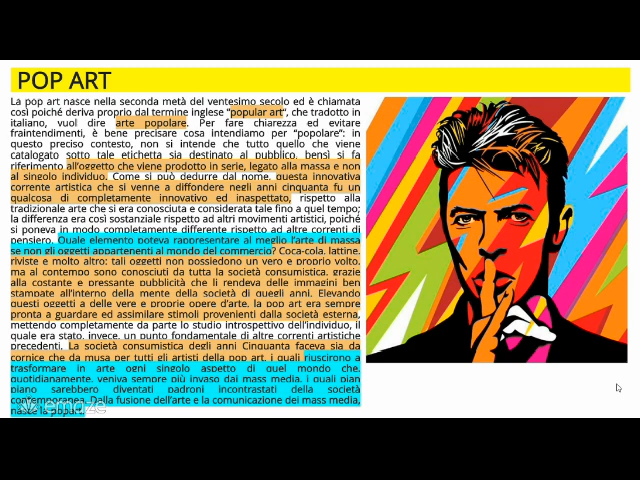 POP ART
La pop art nasce nella seconda metà del ventesimo secolo ed è chiamata
così poiché deriva proprio dal termine inglese "popular art", che tradotto in
italiano, vuol dire arte popolare. Per fare chiarezza ed evitare
fraintendimenti, è bene precisare cosa intendiamo per "popolare": in
questo preciso contesto, non si intende che tutto quello che viene
catalogato sotto tale etichetta sia destinato al pubblico, bensì si fa
riferimento all'oggetto che viene prodotto in serie, legato alla massa e non
al singolo individuo. Come si può dedurre dal nome, questa innovativa
corrente artistica che si venne a diffondere negli anni cinquanta fu un
qualcosa di completamente innovativo ed inaspettato, rispetto alla
tradizionale arte che si era conosciuta e considerata tale fino a quel tempo;
la differenza era così sostanziale rispetto ad altri movimenti artistici, poiché
si poneva in modo completamente differente rispetto ad altre correnti di
pensiero. Quale elemento poteva rappresentare al meglio l'arte di massa
se non gli oggetti appartenenti al mondo del commercio? Coca-cola, lattine,
riviste e molto altro: tali oggetti non possiedono un vero e proprio volto,
ma al contempo sono conosciuti da tutta la società consumistica, grazie
alla costante e pressante pubblicità che li rendeva delle immagini ben
stampate all'interno della mente della società di quegli anni. Elevando
questi oggetti a delle vere e proprie opere d'arte, la pop art era sempre
pronta a guardare ed assimilare stimoli provenienti dalla società esterna,
mettendo completamente da parte lo studio introspettivo dell'individuo, il
quale era stato, invece, un punto fondamentale di altre correnti artistiche
precedenti. La società consumistica degli anni Cinquanta faceva sia da
cornice che da musa per tutti gli artisti della pop art, i quali riuscirono a
trasformare in arte ogni singolo aspetto di quel mondo che,
quotidianamente, veniva sempre più invaso dai mass media, i quali pian
piano sarebbero diventati padroni incontrastati della società
contemporanea. Dalla fusione dell'arte e la comunicazione dei mass media,
nasce la popart.
emaze